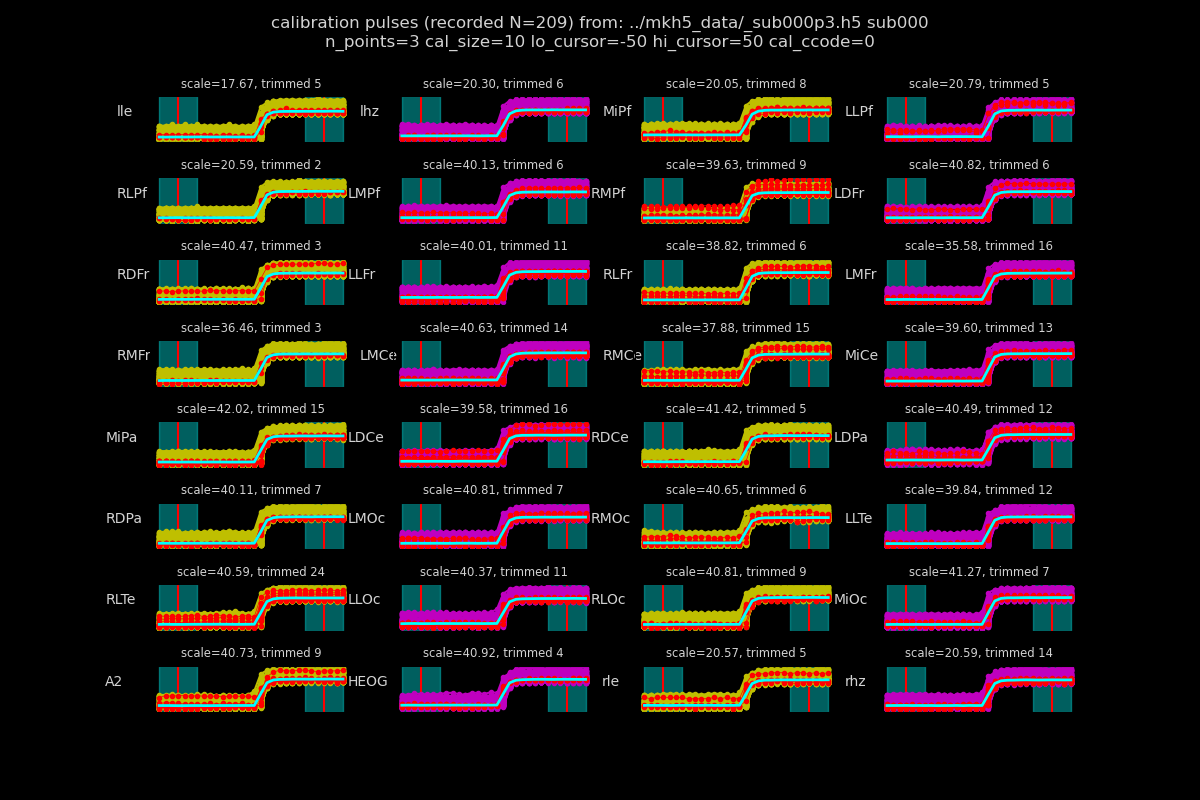 calibration pulses (recorded N=209) from: ../mkh5_data/_sub000p3.h5 sub000
n_points=3 cal_size=10 lo_cursor=-50 hi_cursor=50 cal_ccode=0
scale=17.67, trimmed 5
scale=20.30, trimmed 6
scale=20.05, trimmed 8
scale=20.79, trimmed 5
lle
lhz
MiPf
LLPf
scale=20.59, trimmed 2
scale=40.13, trimmed 6
scale=39.63, trimmed 9
scale=40.82, trimmed 6
RLPf
LMPf
RMPf
LDFr
scale=40.47, trimmed 3
scale=40.01, trimmed 11
scale=38.82, trimmed 6
scale=35.58, trimmed 16
RDFr
LLFr
RLFr
LMFr
scale=36.46, trimmed 3
scale=40.63, trimmed 14
scale=37.88, trimmed 15
scale=39.60, trimmed 13
RMFr
LMCe
RMCe
MiCe
scale=42.02, trimmed 15
scale=39.58, trimmed 16
scale=41.42, trimmed 5
scale=40.49, trimmed 12
MiPa
LDCe
RDCe
LDPa
scale=40.11, trimmed 7
scale=40.81, trimmed 7
scale=40.65, trimmed 6
scale=39.84, trimmed 12
RDPa
LMOc
RMOc
LLTe
scale=40.59, trimmed 24
scale=40.37, trimmed 11
scale=40.81, trimmed 9
scale=41.27, trimmed 7
RLTe
LLOc
RLOc
MiOc
scale=40.73, trimmed 9
scale=40.92, trimmed 4
scale=20.57, trimmed 5
scale=20.59, trimmed 14
A2
HEOG
rle
rhz